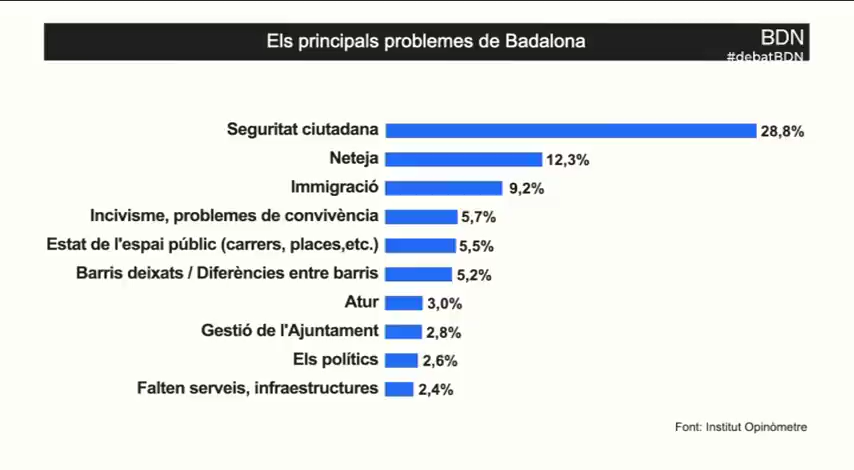 Els principals problemes de Badalona
BDN
#debatBDN
Seguritat ciutadana 28,8%
Neteja 12,3%
Immigració 9,2%
Incivisme, problemes de convivència 5,7%
Estat de l'espai públic (carrers, places,etc.) 5,5%
Barris deixats / Diferències entre barris 5,2%
Atur 3,0%
Gestió de l'Ajuntament 2,8%
Els polítics 2,6%
Falten serveis, infraestructures 2,4%
Font: Institut Opinòmetre